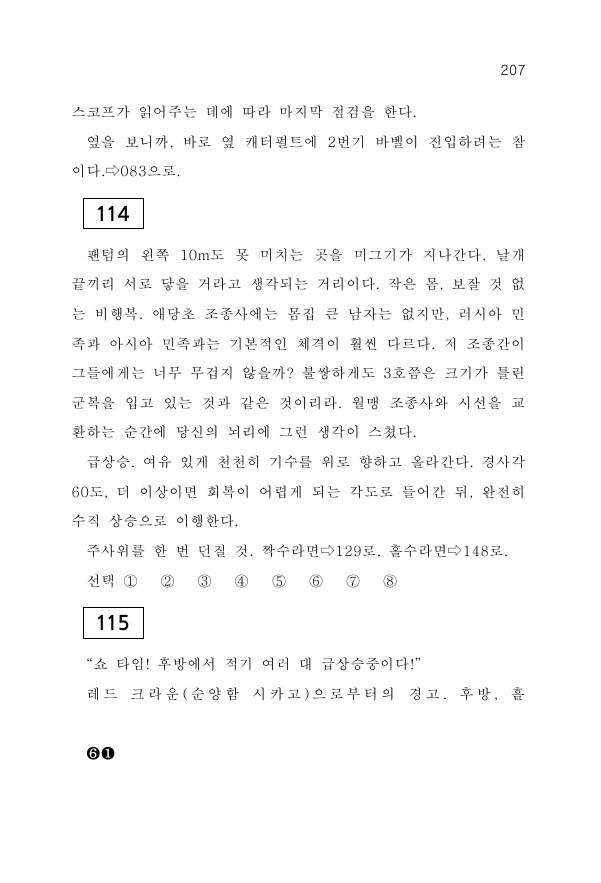 207
스코프가 읽어주는 데에 따라 마지막 점검을 한다.
옆을 보니까, 바로 옆 캐터펄트에 2번기 바벨이 진입하려는 참
이다.⇨083으로.
114
팬텀의 왼쪽 10m도 못 미치는 곳을 미그기가 지나간다. 날개
끝끼리 서로 닿을 거라고 생각되는 거리이다. 작은 몸, 보잘 것 없
는 비행복. 애당초 조종사에는 몸집 큰 남자는 없지만, 러시아 민
족과 아시아 민족과는 기본적인 체격이 훨씬 다르다. 저 조종간이
그들에게는 너무 무겁지 않을까? 불쌍하게도 3호쯤은 크기가 틀린
군복을 입고 있는 것과 같은 것이리라. 월맹 조종사와 시선을 교
환하는 순간에 당신의 뇌리에 그런 생각이 스쳤다.
급상승. 여유 있게 천천히 기수를 위로 향하고 올라간다. 경사각
60도, 더 이상이면 회복이 어렵게 되는 각도로 들어간 뒤, 완전히
수직 상승으로 이행한다.
주사위를 한 번 던질 것. 짝수라면⇨129로. 홀수라면⇨148로.
선택 ① ② ③ ④ ⑤ ⑥ ⑦ ⑧
115
“쇼 타임! 후방에서 적기 여러 대 급상승중이다!”
레드 크라운(순양함 시카고)으로부터의 경고. 후방, 흩
❻❶